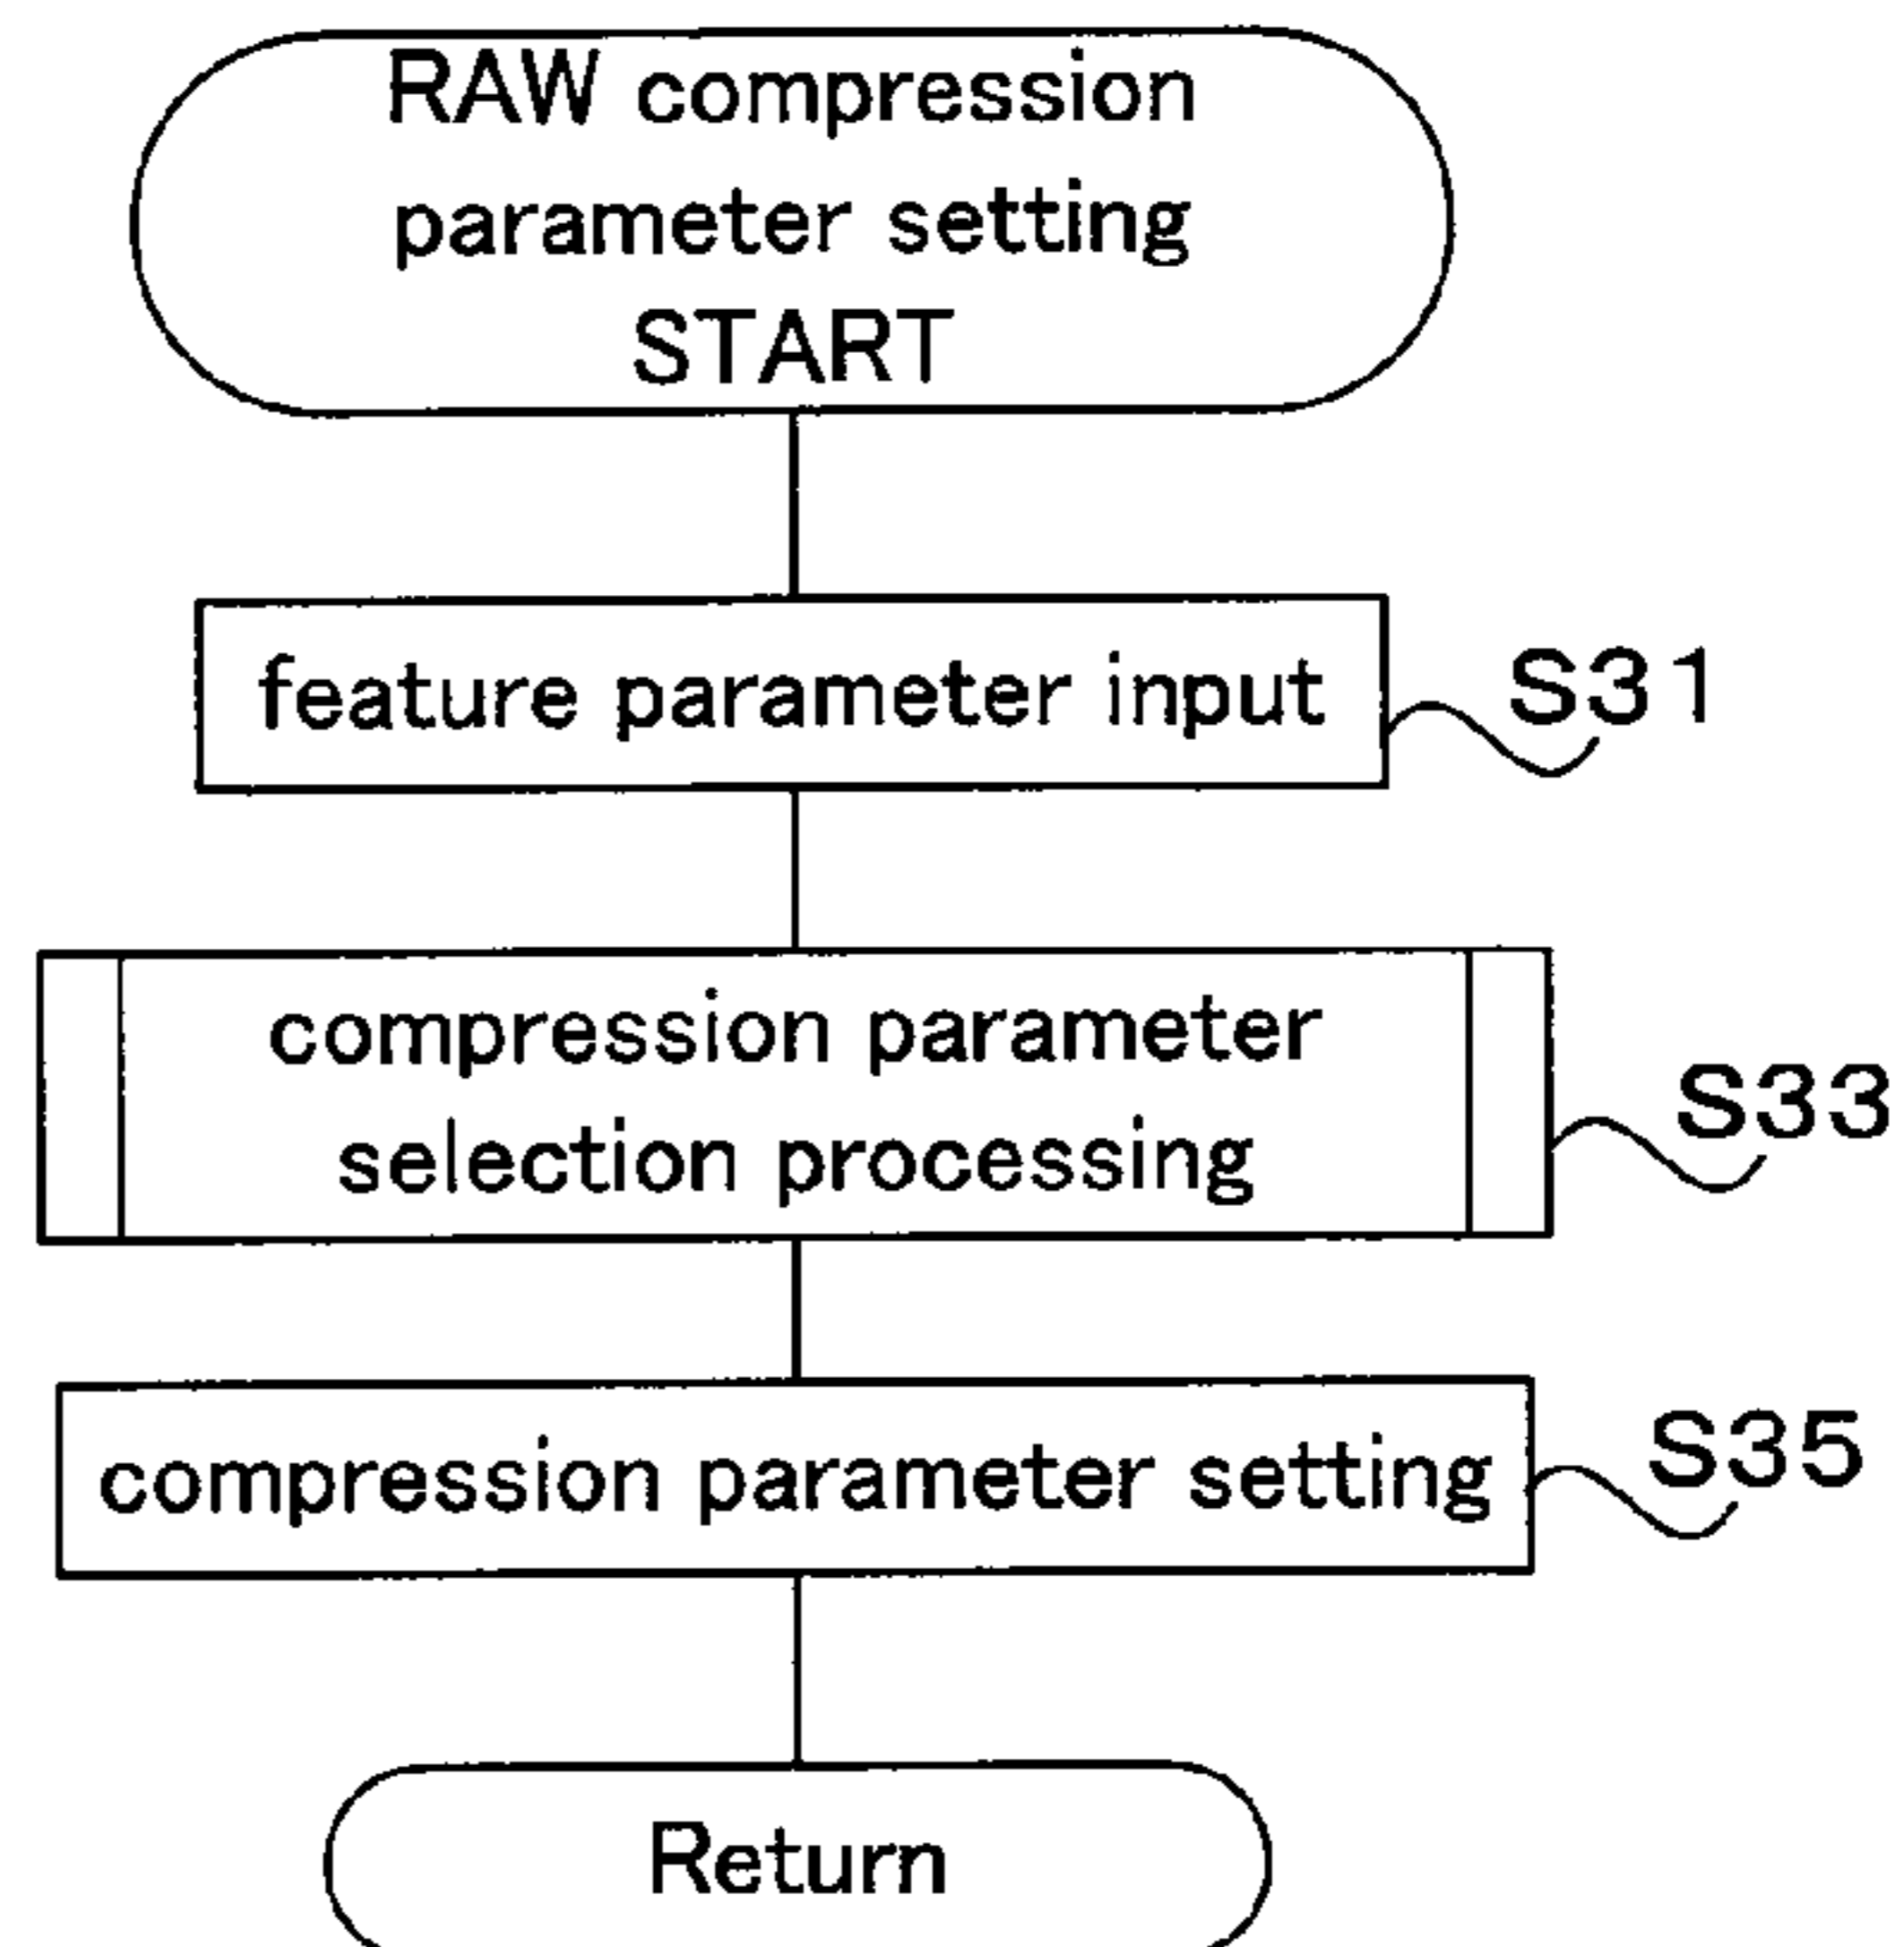 RAW compression
parameter setting
START
feature parameter input
S31
compression parameter
selection processing
S33
compression parameter setting
S35
Return